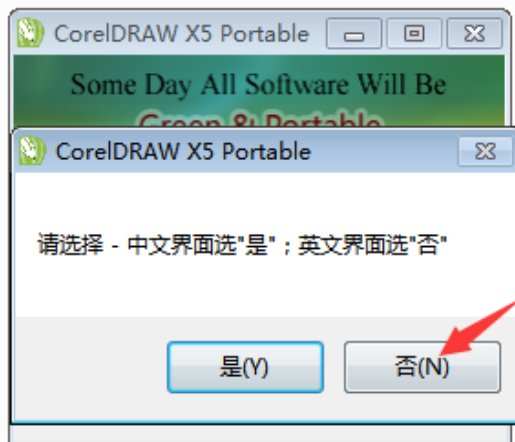 CorelDRAW X5 Portable
Some Day All Software Will Be
Green & Portable
CorelDRAW X5 Portable
请选择 - 中文界面选"是"；英文界面选"否"
是(Y)
否(N)